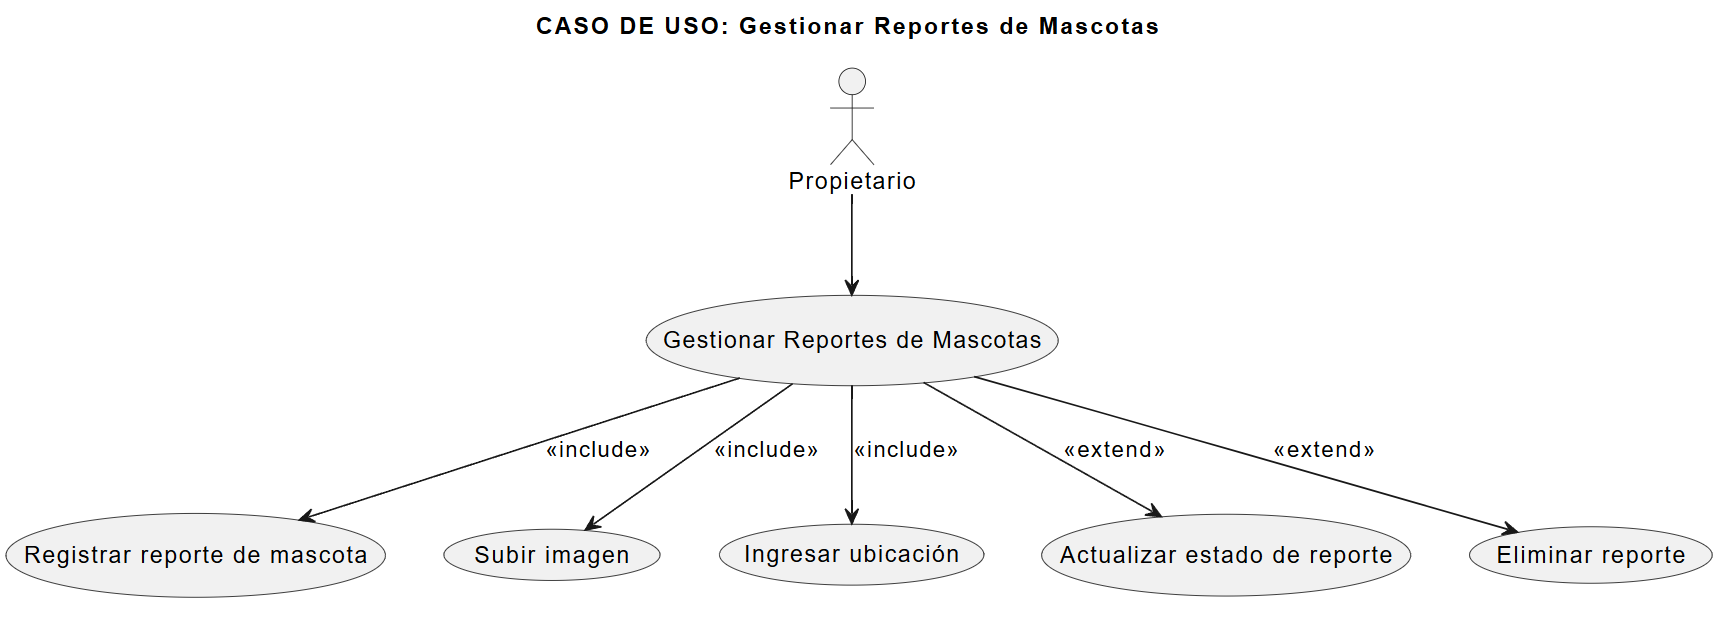 CASO DE USO: Gestionar Reportes de Mascotas
Propietario
Gestionar Reportes de Mascotas
«include»
«include»
«include»
«extend»
«extend»
Registrar reporte de mascota
Subir imagen
Ingresar ubicación
Actualizar estado de reporte
Eliminar reporte